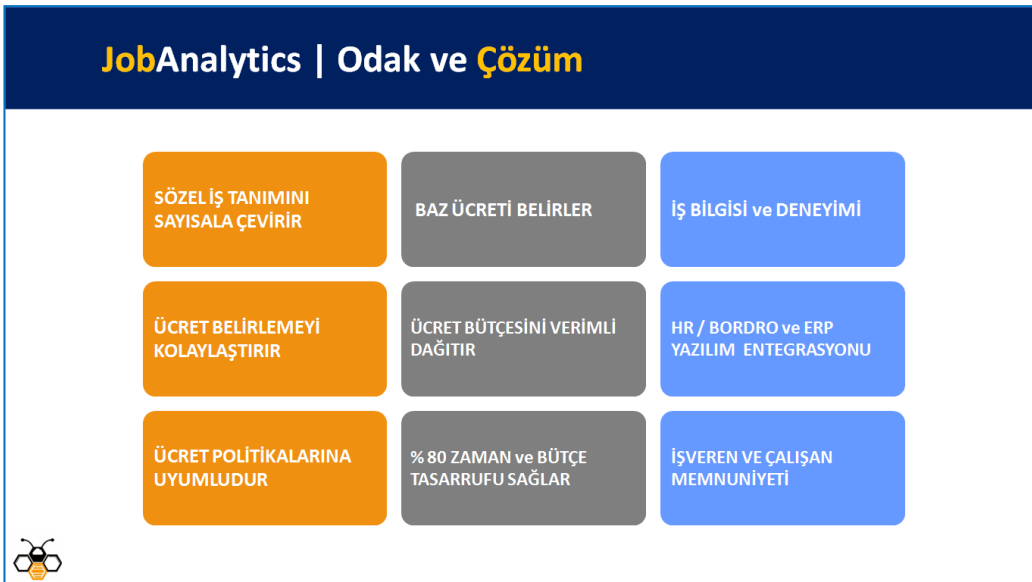 JobAnalytics | Odak ve Çözüm
SÖZEL İŞ TANIMINI
SAYISALA ÇEVİRİR
BAZ ÜCRETİ BELİRLER
İŞ BİLGİSİ ve DENEYİMİ
ÜCRET BELİRLEMEYİ
KOLAYLAŞTIRIR
ÜCRET BÜTÇESİNİ VERİMLİ
DAĞITIR
HR / BORDRO ve ERP
YAZILIM ENTEGRASYONU
ÜCRET POLİTİKALARINA
UYUMLUDUR
% 80 ZAMAN ve BÜTÇE
TASARRUFU SAĞLAR
İŞVEREN VE ÇALIŞAN
MEMNUNİYETİ